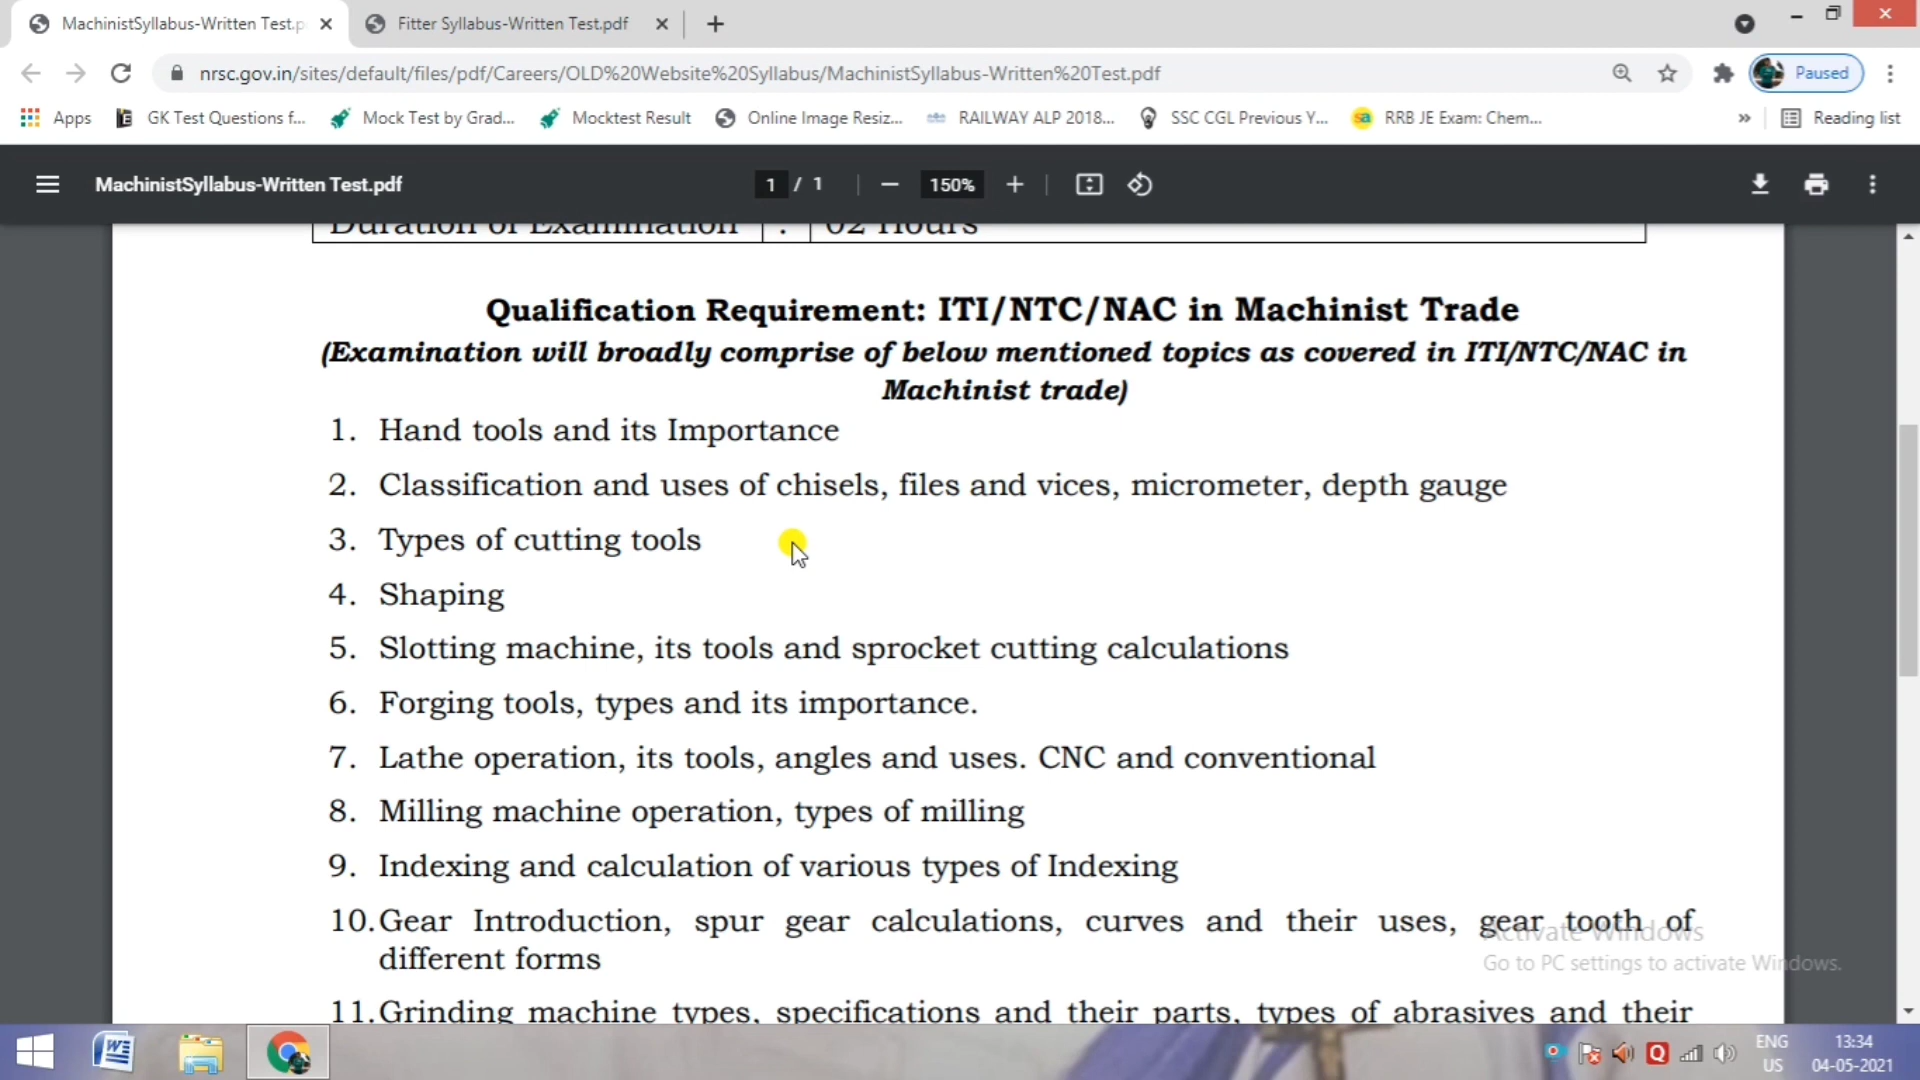 MachinistSyllabus-Written Test.p
Fitter Syllabus-Written Test.pdf
nrsc.gov.in/sites/default/files/pdf/Careers/OLD%20Website%20Syllabus/MachinistSyllabus-Written%20Test.pdf
Paused
Apps
GK Test Questions f...
Mock Test by Grad...
Mocktest Result
Online Image Resiz...
RAILWAY ALP 2018...
SSC CGL Previous Y...
sa
RRB JE Exam: Chem...
»
Reading list
MachinistSyllabus-Written Test.pdf
1 / 1
150%
Duration of Examination : 02 Hours
Qualification Requirement: ITI/NTC/NAC in Machinist Trade
(Examination will broadly comprise of below mentioned topics as covered in ITI/NTC/NAC in
Machinist trade)
1. Hand tools and its Importance
2. Classification and uses of chisels, files and vices, micrometer, depth gauge
3. Types of cutting tools
4. Shaping
5. Slotting machine, its tools and sprocket cutting calculations
6. Forging tools, types and its importance.
7. Lathe operation, its tools, angles and uses. CNC and conventional
8. Milling machine operation, types of milling
9. Indexing and calculation of various types of Indexing
10. Gear Introduction, spur gear calculations, curves and their uses, gear tooth of
different forms
11. Grinding machine types, specifications and their parts, types of abrasives and their
Activate Windows
Go to PC settings to activate Windows.
ENG
US
13:34
04-05-2021